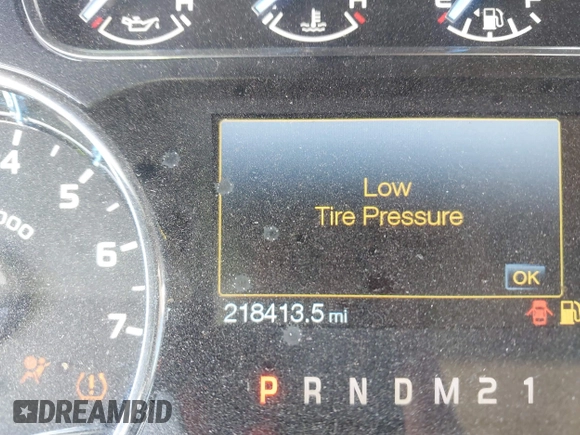 H
H
E
F
4
5
000
6
7
Low
Tire Pressure
OK
218413.5 mi
P R N D M 2 1
DREAMBID